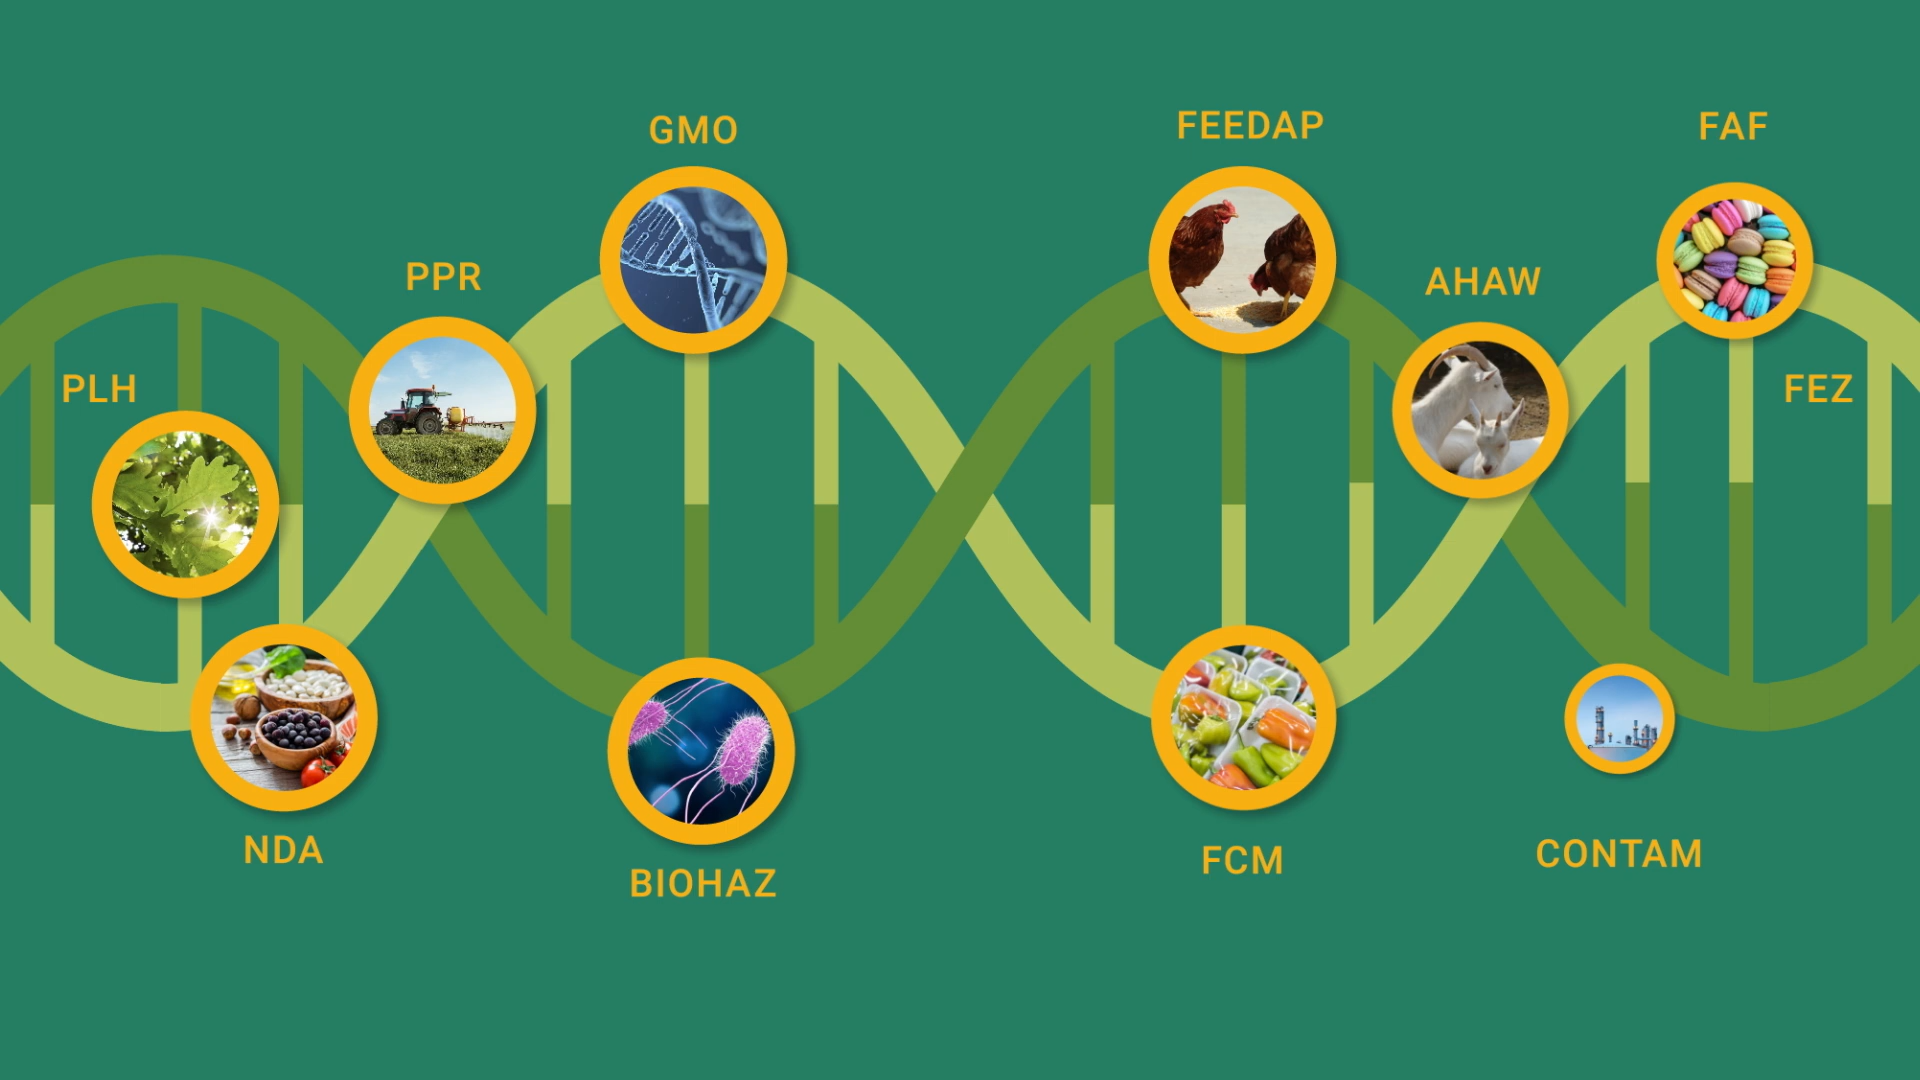 PLH
NDA
PPR
GMO
BIOHAZ
FEEDAP
FCM
AHAW
CONTAM
FAF
FEZ